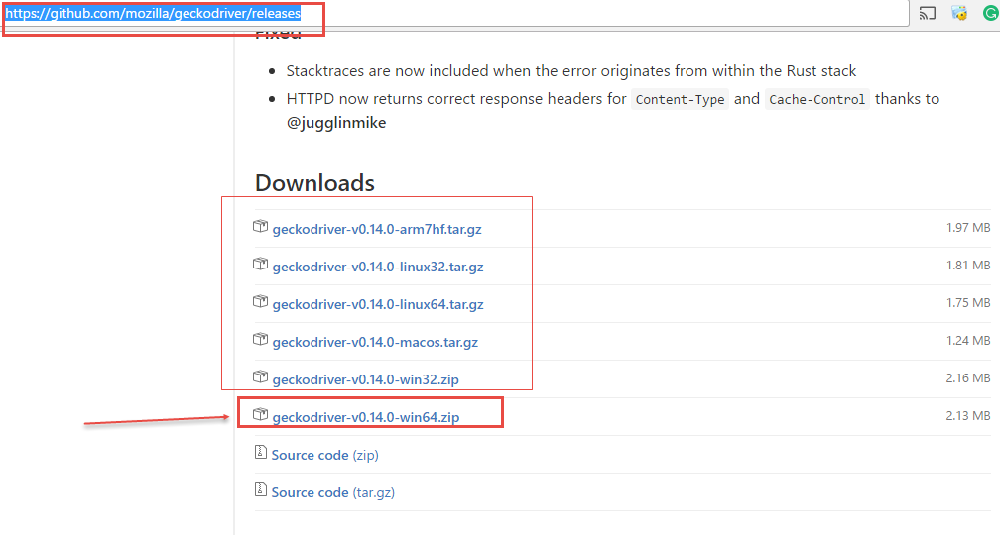 https://github.com/mozilla/geckodriver/releases
Fixed
Stacktraces are now included when the error originates from within the Rust stack
HTTPD now returns correct response headers for Content-Type and Cache-Control thanks to
@jugglinmike
Downloads
geckodriver-v0.14.0-arm7hf.tar.gz 1.97 MB
geckodriver-v0.14.0-linux32.tar.gz 1.81 MB
geckodriver-v0.14.0-linux64.tar.gz 1.75 MB
geckodriver-v0.14.0-macos.tar.gz 1.24 MB
geckodriver-v0.14.0-win32.zip 2.16 MB
geckodriver-v0.14.0-win64.zip 2.13 MB
Source code (zip)
Source code (tar.gz)